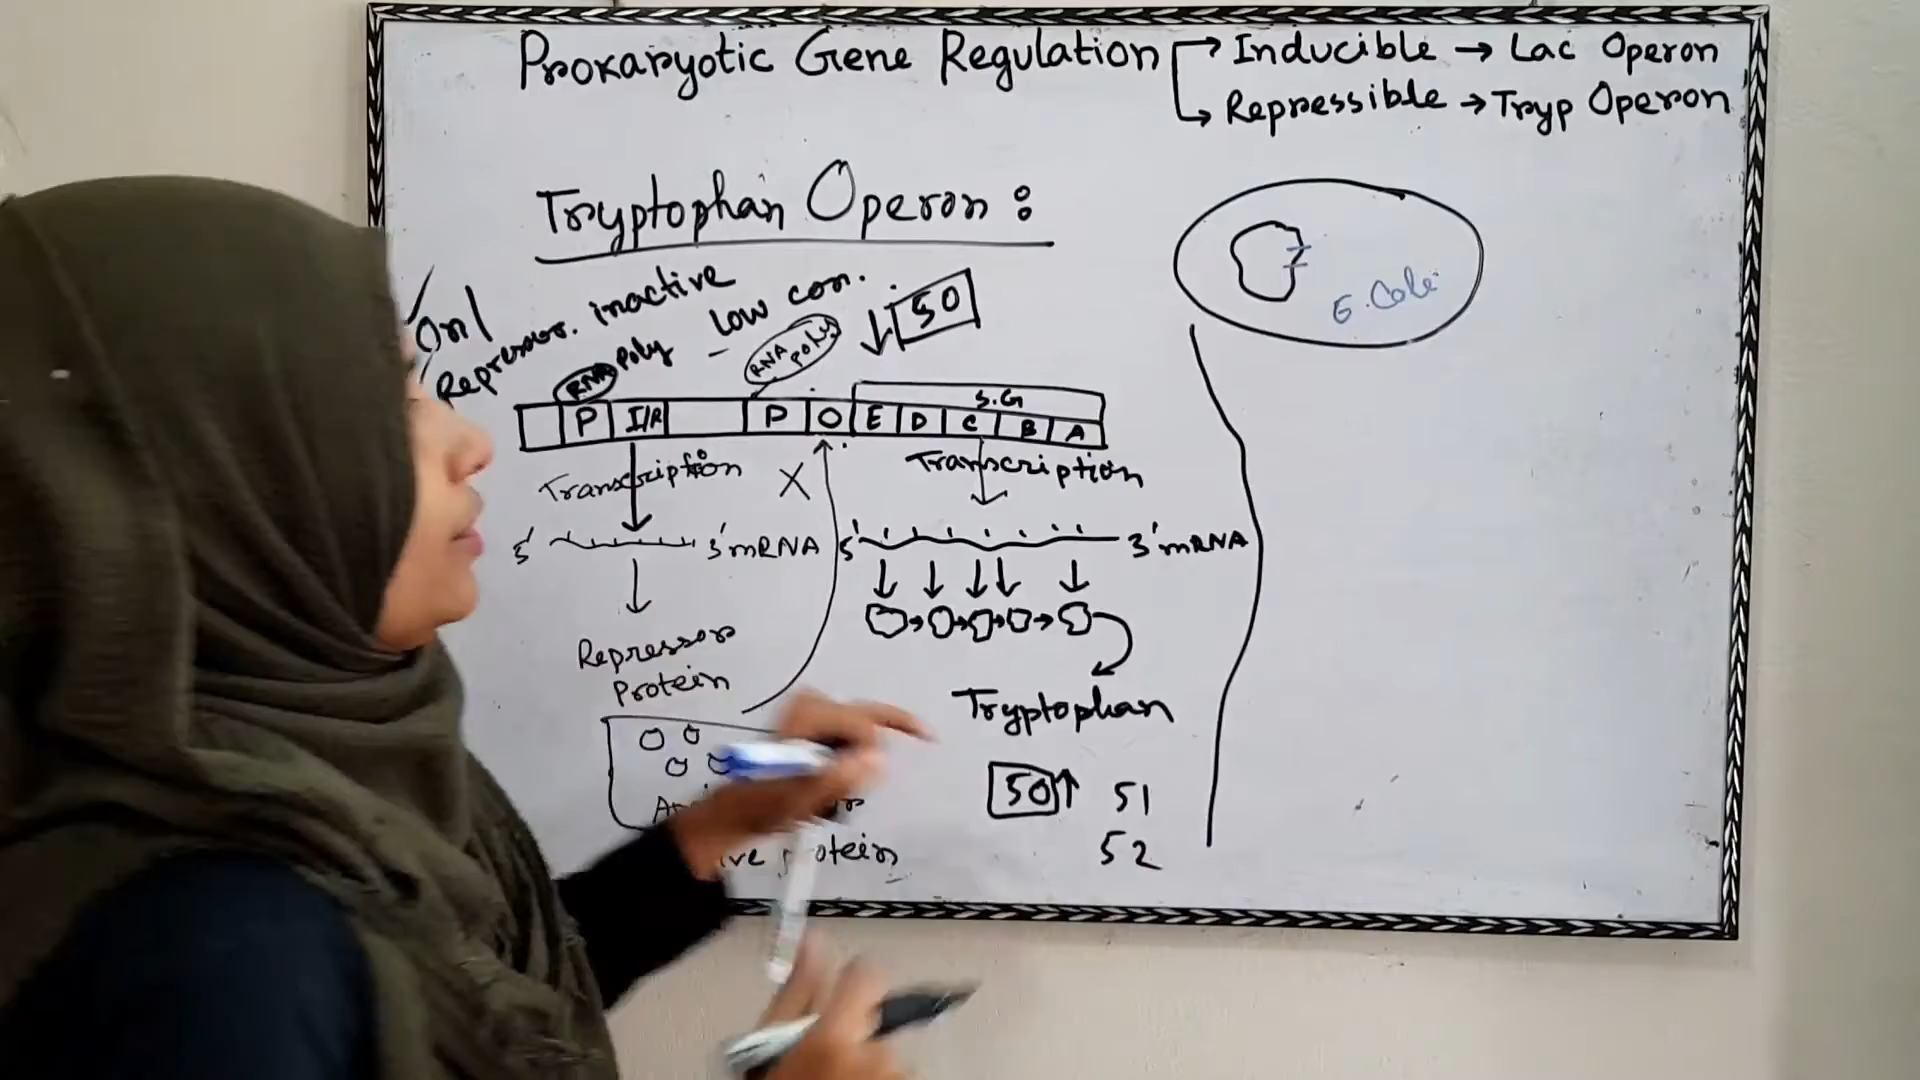 Prokaryotic Gene Regulation → Inducible → Lac Operon
→ Repressible → Tryp Operon
Tryptophan Operon :
On
Repressor. inactive
RNA poly - Low con. ↓ 50
RNA poly
S.G
P I/R P O E D C B A
Transcription X Transcription
5' 3' mRNA 5' 3' mRNA
Repressor
Protein
Tryptophan
50↑ 51
52
protein
E. Coli